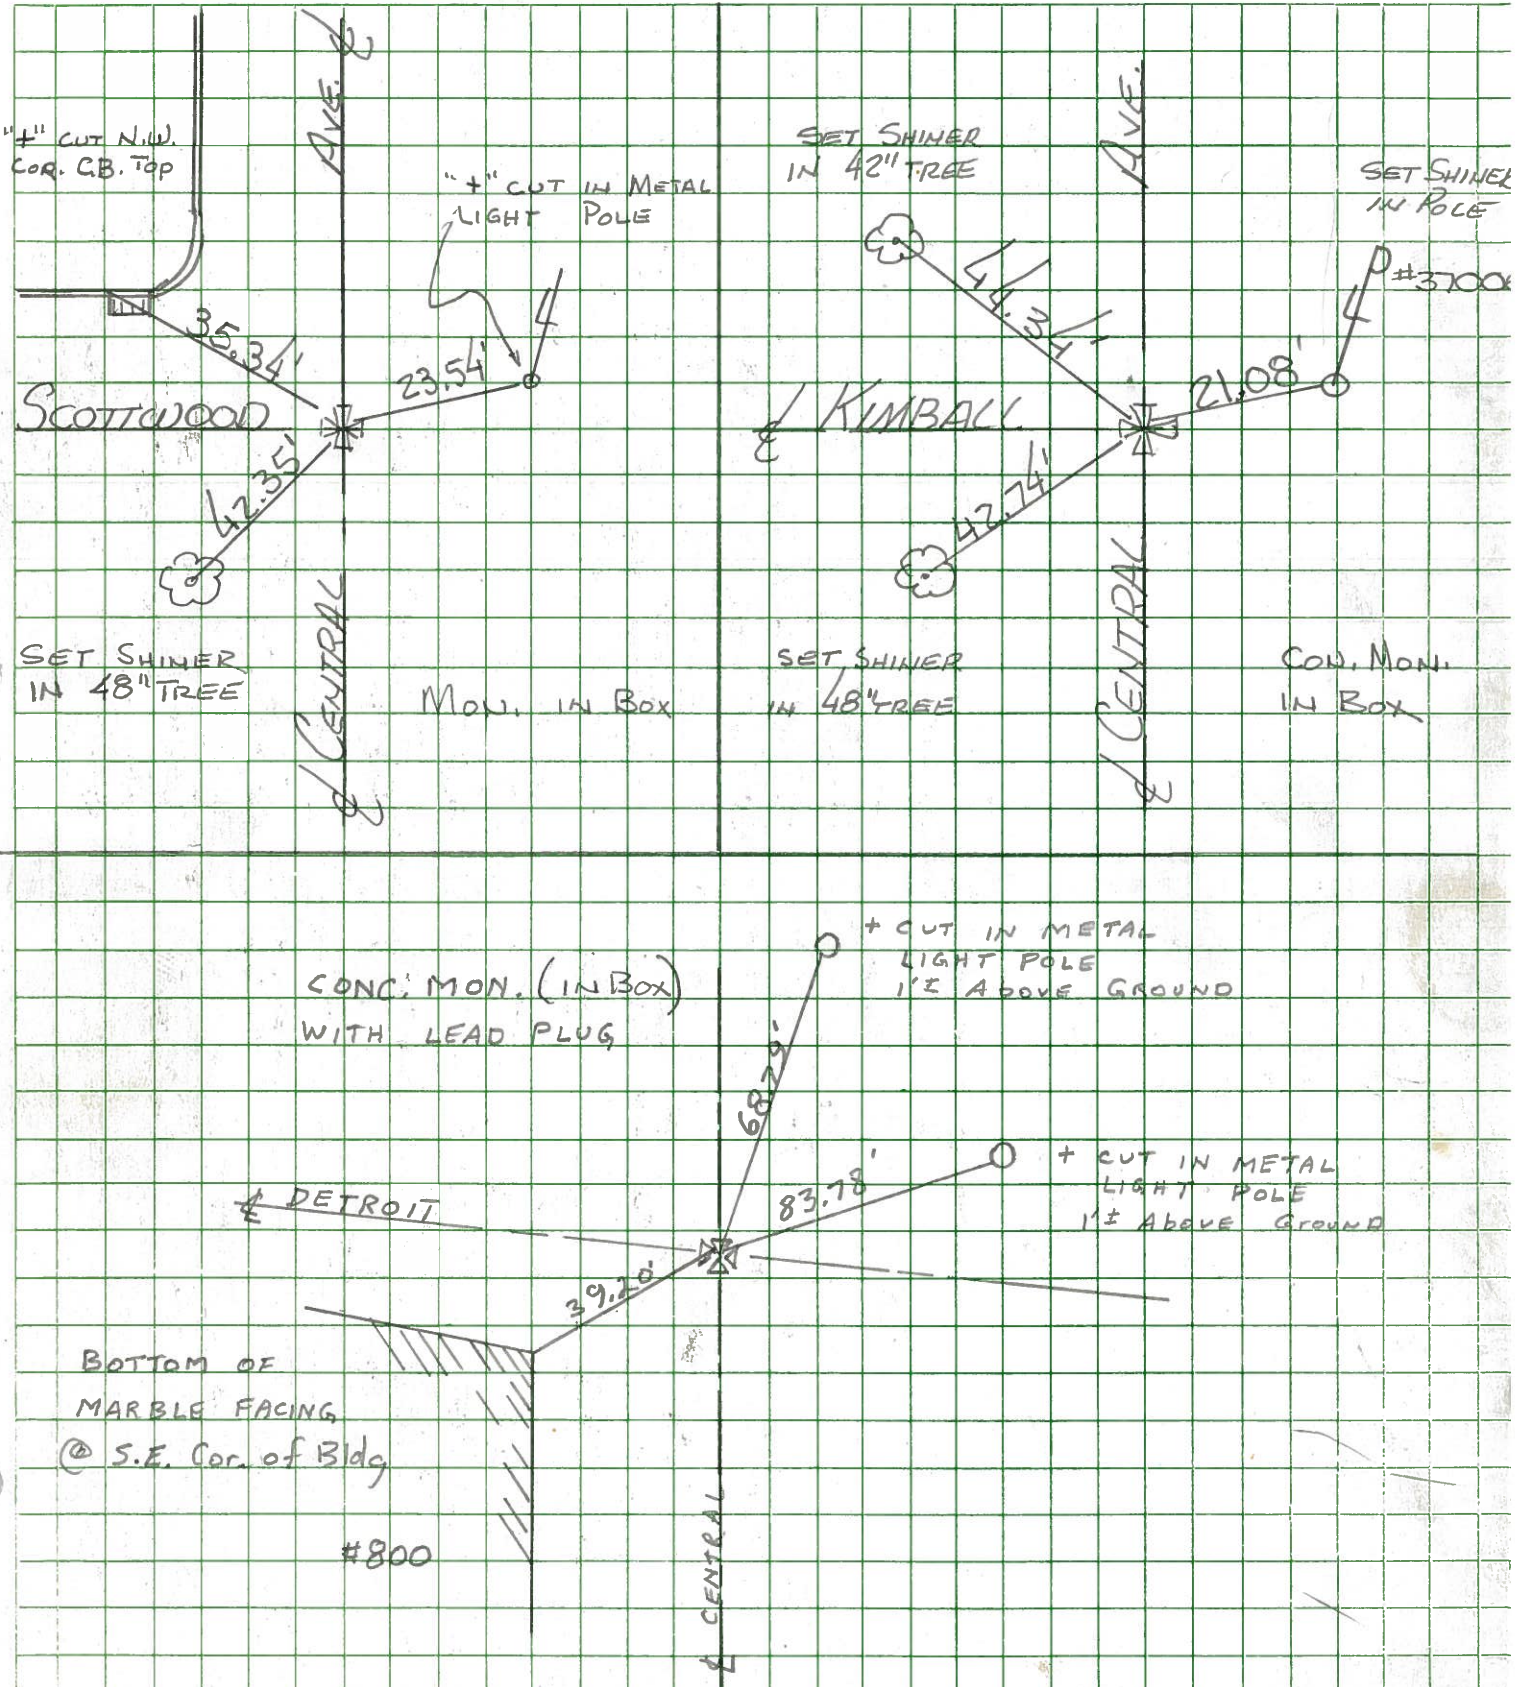 "+" CUT N.W.
COR. C.B. TOP
AVE. ℄
"+" CUT IN METAL
LIGHT POLE
35.34'
23.54'
SCOTTWOOD
42.35'
SET SHINER
IN 48" TREE
℄ CENTRAL
MON. IN BOX
SET SHINER
IN 42" TREE
AVE.
SET SHINER
IN POLE
44.34'
21.08'
℄ KIMBALL
42.74'
SET SHINER
IN 48" TREE
℄ CENTRAL
CON. MON.
IN BOX
CONC. MON. (IN BOX)
WITH LEAD PLUG
+ CUT IN METAL
LIGHT POLE
1'± ABOVE GROUND
68.29'
83.78'
+ CUT IN METAL
LIGHT POLE
1'± ABOVE GROUND
℄ DETROIT
39.20'
BOTTOM OF
MARBLE FACING
@ S.E. Cor. of Bldg
#800
℄ CENTRAL